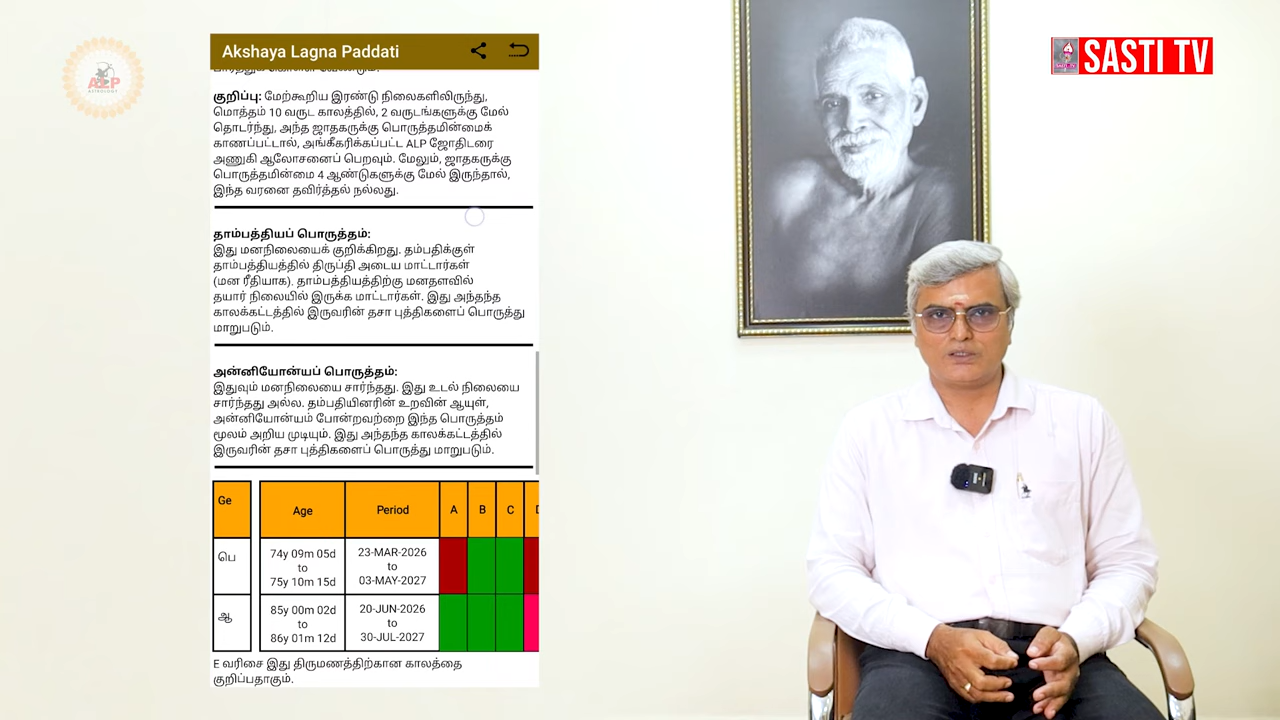 Akshaya Lagna Paddati
SASTI TV
ALP
ASTROLOGY
குறிப்பு: மேற்கூறிய இரண்டு நிலைகளிலிருந்து,
மொத்தம் 10 வருட காலத்தில், 2 வருடங்களுக்கு மேல்
தொடர்ந்து, அந்த ஜாதகருக்கு பொருத்தமின்மைக்
காணப்பட்டால், அங்கீகரிக்கப்பட்ட ALP ஜோதிடரை
அணுகி ஆலோசனைப் பெறவும். மேலும், ஜாதகருக்கு
பொருத்தமின்மை 4 ஆண்டுகளுக்கு மேல் இருந்தால்,
இந்த வரனை தவிர்த்தல் நல்லது.
தாம்பத்தியப் பொருத்தம்:
இது மனநிலையைக் குறிக்கிறது. தம்பதிக்குள்
தாம்பத்தியத்தில் திருப்தி அடைய மாட்டார்கள்
(மன ரீதியாக). தாம்பத்தியத்திற்கு மனதளவில்
தயார் நிலையில் இருக்க மாட்டார்கள். இது அந்தந்த
காலக்கட்டத்தில் இருவரின் தசா புத்திகளைப் பொருத்து
மாறுபடும்.
அன்னியோன்யப் பொருத்தம்:
இதுவும் மனநிலையை சார்ந்தது. இது உடல் நிலையை
சார்ந்தது அல்ல. தம்பதியினரின் உறவின் ஆயுள்,
அன்னியோன்யம் போன்றவற்றை இந்த பொருத்தம்
மூலம் அறிய முடியும். இது அந்தந்த காலக்கட்டத்தில்
இருவரின் தசா புத்திகளைப் பொருத்து மாறுபடும்.
Ge Age Period A B C
பெ 74y 09m 05d to 75y 10m 15d 23-MAR-2026 to 03-MAY-2027
ஆ 85y 00m 02d to 86y 01m 12d 20-JUN-2026 to 30-JUL-2027
E வரிசை இது திருமணத்திற்கான காலத்தை
குறிப்பதாகும்.